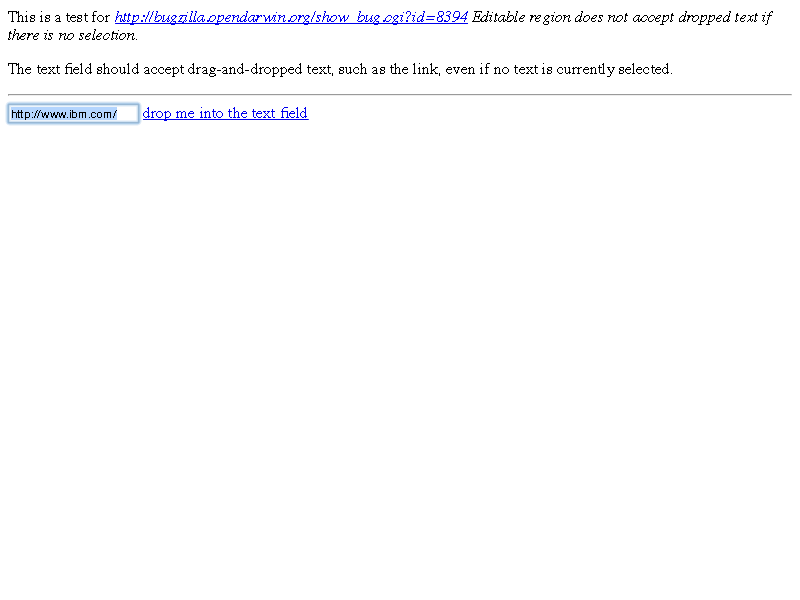 This is a test for http://bugzilla.opendarwin.org/show_bug.cgi?id=8394 Editable region does not accept dropped text if
there is no selection.
The text field should accept drag-and-dropped text, such as the link, even if no text is currently selected.
http://www.ibm.com/ drop me into the text field